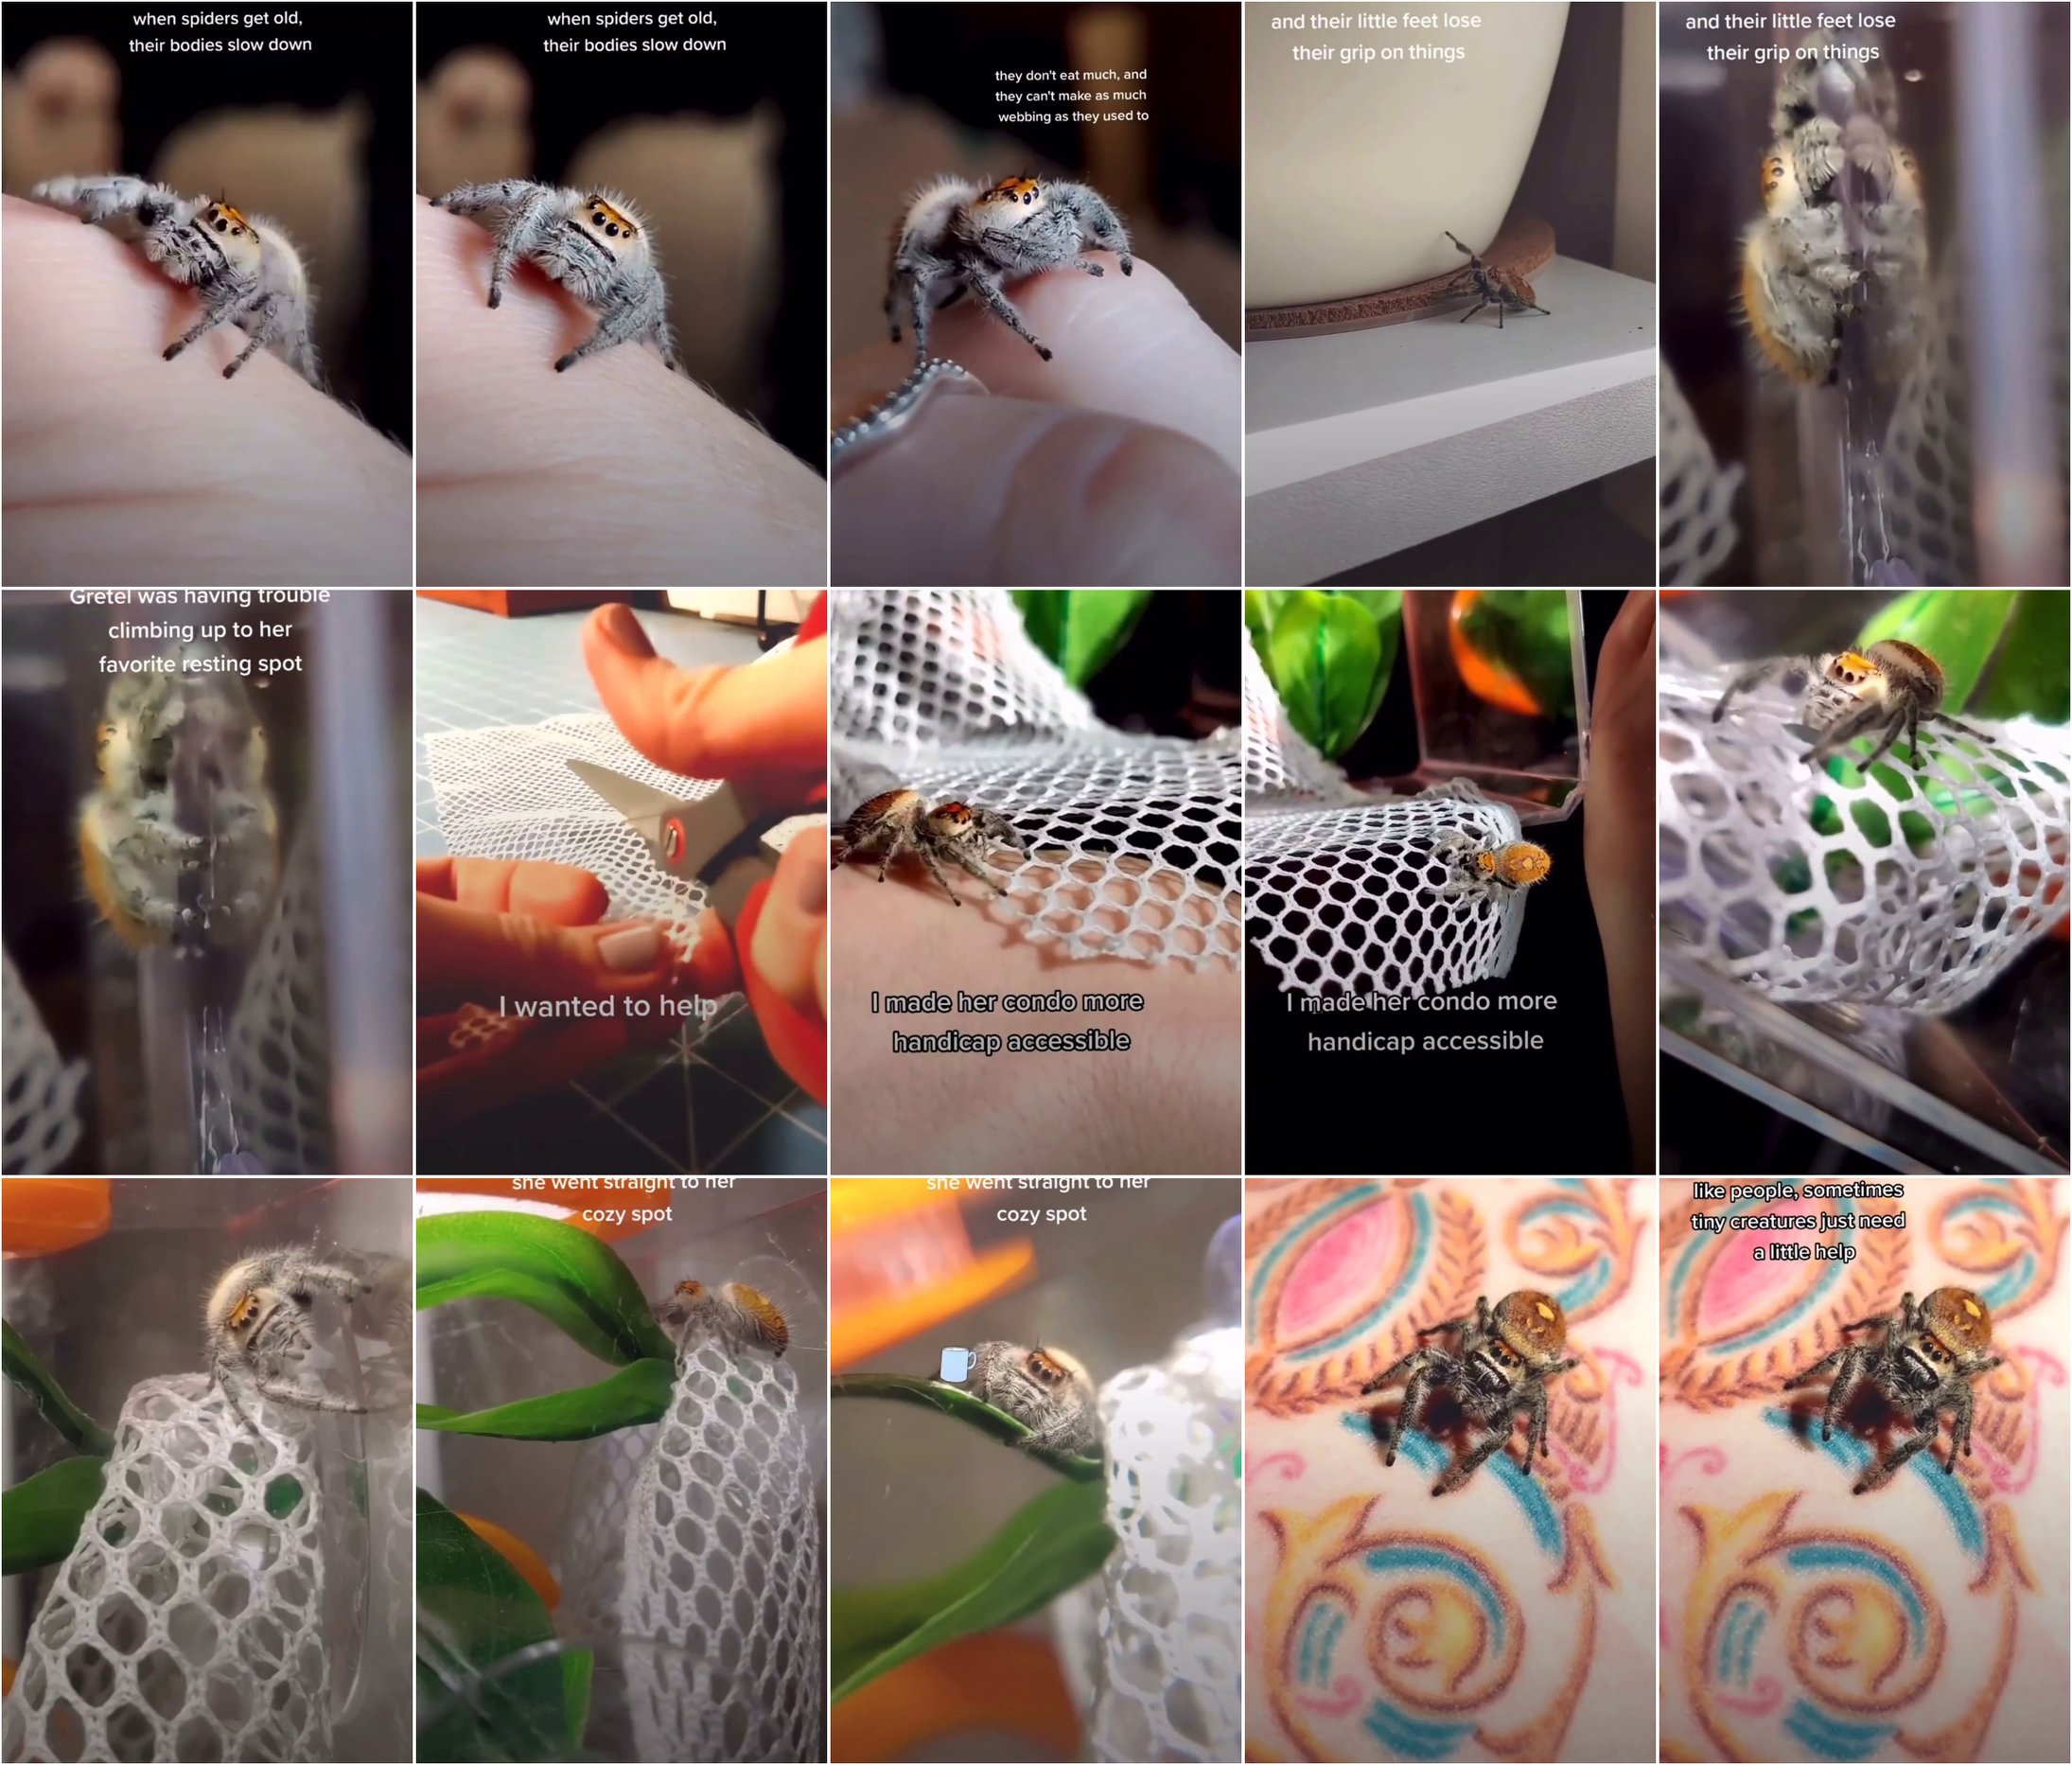 when spiders get old,
their bodies slow down
when spiders get old,
their bodies slow down
they don't eat much, and
they can't make as much
webbing as they used to
and their little feet lose
their grip on things
and their little feet lose
their grip on things
Gretel was having trouble
climbing up to her
favorite resting spot
I wanted to help
I made her condo more
handicap accessible
I made her condo more
handicap accessible
she went straight to her
cozy spot
she went straight to her
cozy spot
like people, sometimes
tiny creatures just need
a little help